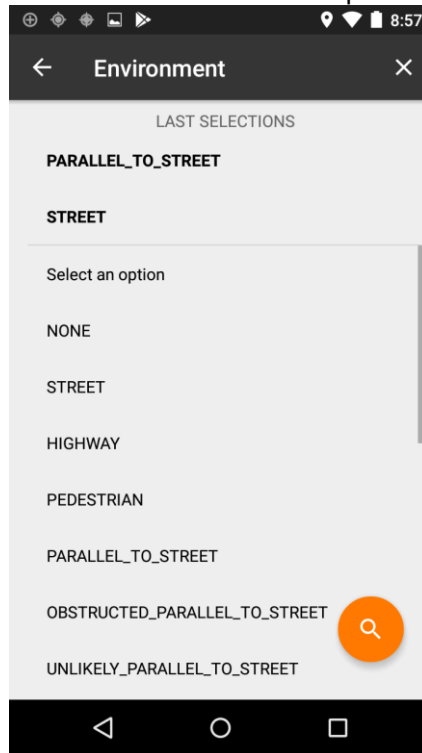 8:57
Environment
LAST SELECTIONS
PARALLEL_TO_STREET
STREET
Select an option
NONE
STREET
HIGHWAY
PEDESTRIAN
PARALLEL_TO_STREET
OBSTRUCTED_PARALLEL_TO_STREET
UNLIKELY_PARALLEL_TO_STREET